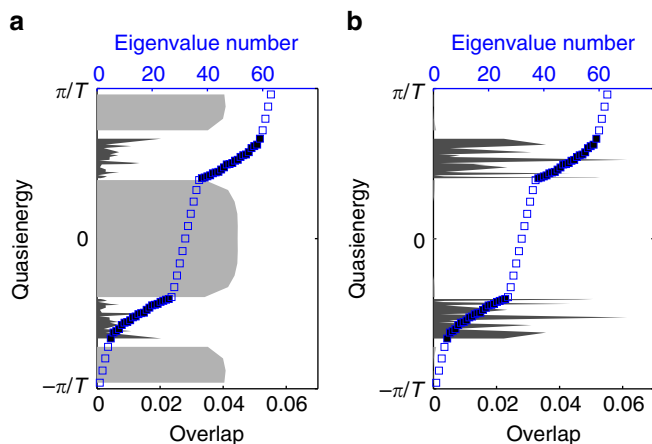 a
b
Eigenvalue number
Eigenvalue number
0 20 40 60
0 20 40 60
π/T
π/T
Quasienergy
Quasienergy
0
0
−π/T
−π/T
0 0.02 0.04 0.06
0 0.02 0.04 0.06
Overlap
Overlap